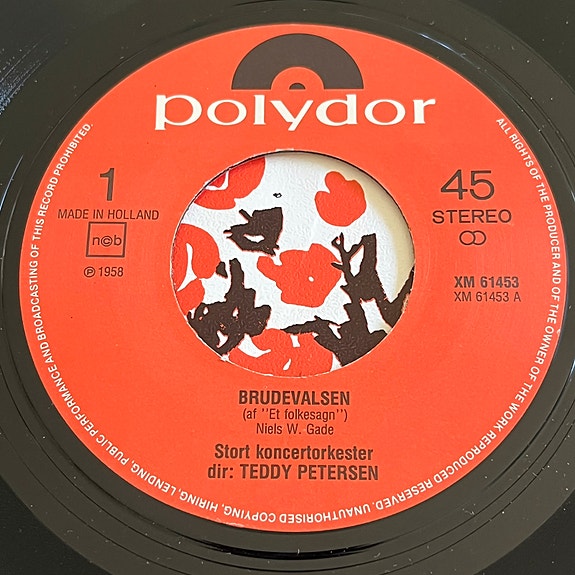 polydor
1
MADE IN HOLLAND
n©b
℗ 1958
45
STEREO
XM 61453
XM 61453 A
BRUDEVALSEN
(af "Et folkesagn")
Niels W. Gade
Stort koncertorkester
dir: TEDDY PETERSEN
ALL RIGHTS OF THE PRODUCER AND OF THE OWNER OF THE WORK REPRODUCED RESERVED. UNAUTHORISED COPYING, HIRING, LENDING, PUBLIC PERFORMANCE AND BROADCASTING OF THIS RECORD PROHIBITED.